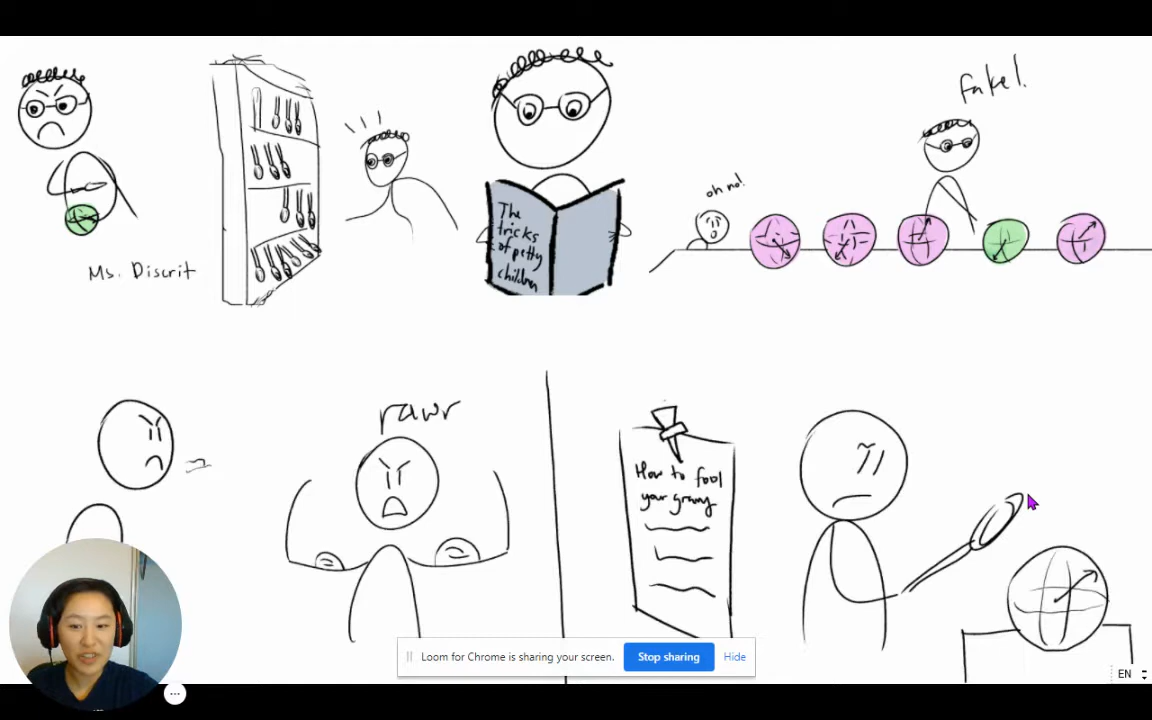 fake!
oh no!
The
tricks
of petty
children
Ms. Discrit
rawr
How to fool
your granny
Loom for Chrome is sharing your screen.
Stop sharing
Hide
EN